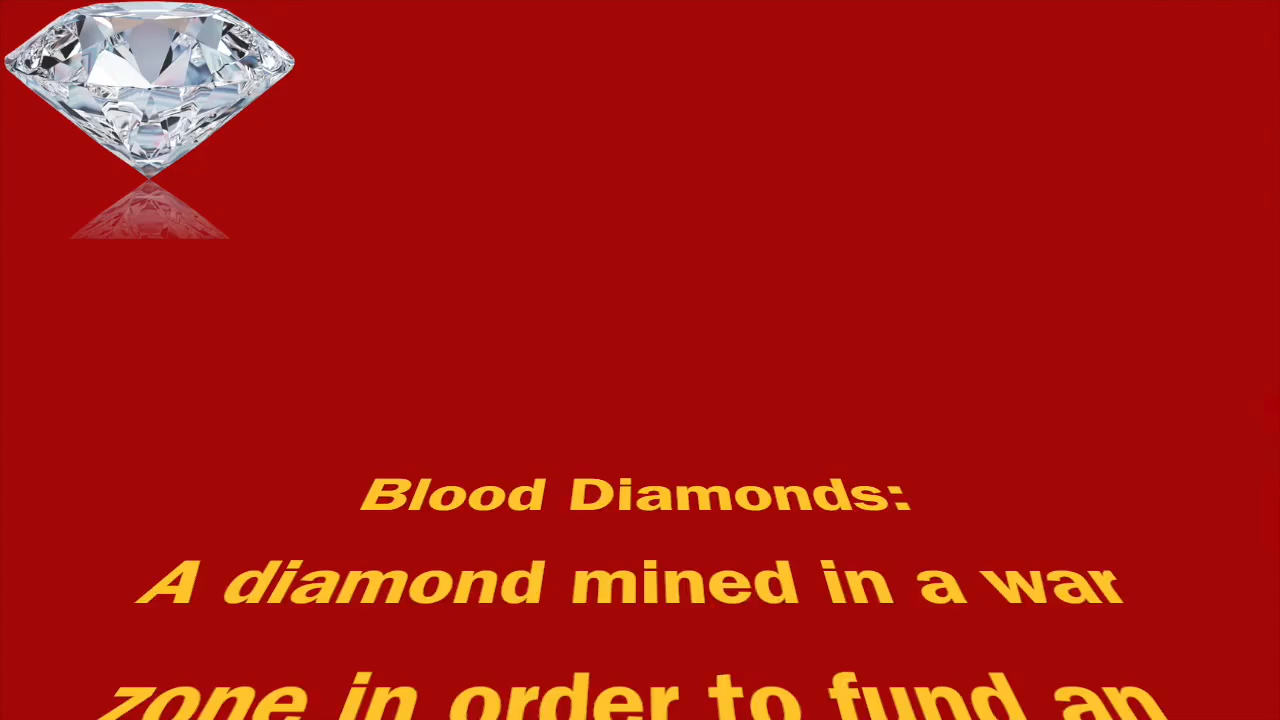 Blood Diamonds:
A diamond mined in a war
zone in order to fund an